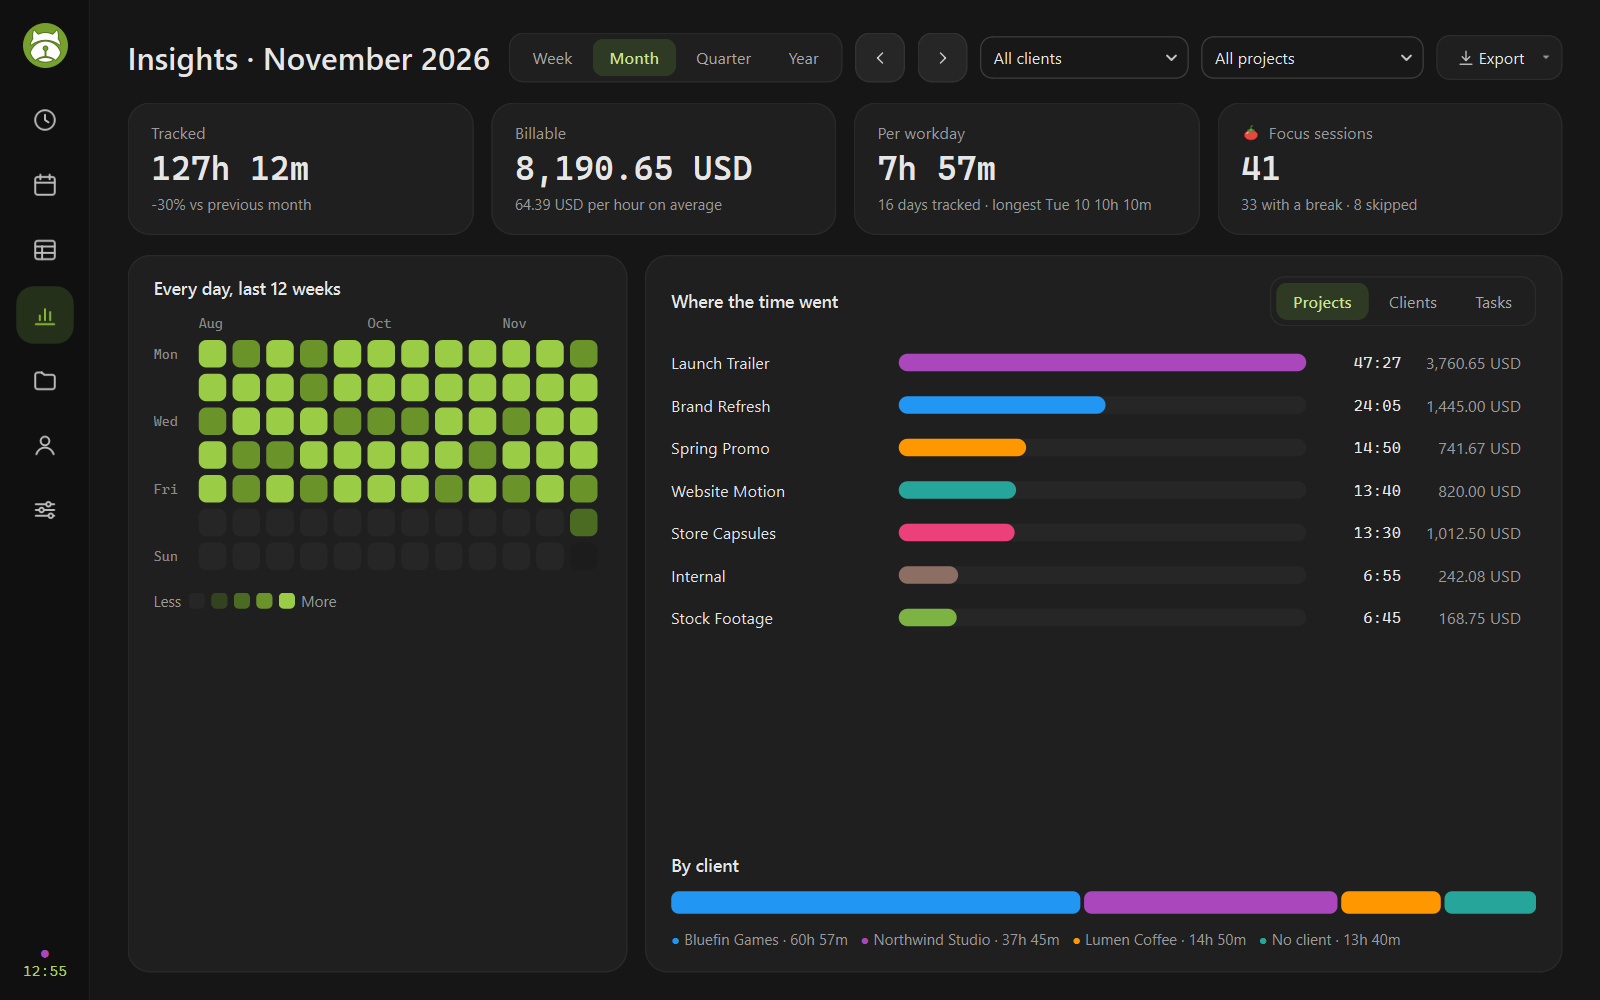 Insights · November 2026
Week Month Quarter Year
All clients
All projects
Export
Tracked
127h 12m
-30% vs previous month
Billable
8,190.65 USD
64.39 USD per hour on average
Per workday
7h 57m
16 days tracked · longest Tue 10 10h 10m
Focus sessions
41
33 with a break · 8 skipped
Every day, last 12 weeks
Aug Oct Nov
Mon
Wed
Fri
Sun
Less More
Where the time went
Projects Clients Tasks
Launch Trailer 47:27 3,760.65 USD
Brand Refresh 24:05 1,445.00 USD
Spring Promo 14:50 741.67 USD
Website Motion 13:40 820.00 USD
Store Capsules 13:30 1,012.50 USD
Internal 6:55 242.08 USD
Stock Footage 6:45 168.75 USD
By client
Bluefin Games · 60h 57m Northwind Studio · 37h 45m Lumen Coffee · 14h 50m No client · 13h 40m
12:55